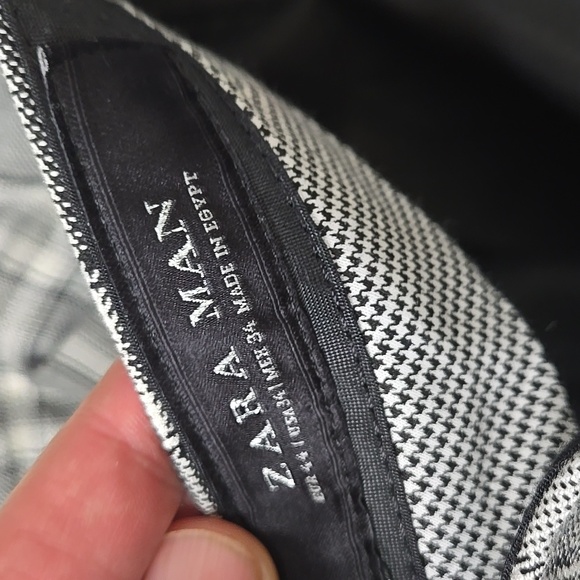 ZARA MAN
EUR 44 | USA 34 | MEX 34 MADE IN EGYPT